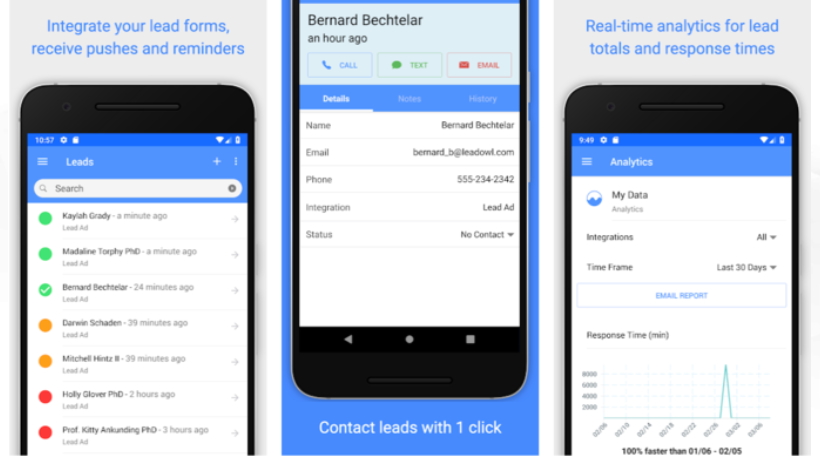 Integrate your lead forms,
receive pushes and reminders
10:57
Leads
Search
Kaylah Grady - a minute ago
Lead Ad
Madaline Torphy PhD - a minute ago
Lead Ad
Bernard Bechtelar - 24 minutes ago
Lead Ad
Darwin Schaden - 39 minutes ago
Lead Ad
Mitchell Hintz II - 39 minutes ago
Lead Ad
Holly Glover PhD - 2 hours ago
Lead Ad
Prof. Kitty Ankunding PhD - 3 hours ago
Lead Ad
Bernard Bechtelar
an hour ago
CALL TEXT EMAIL
Details Notes History
Name Bernard Bechtelar
Email bernard_b@leadowl.com
Phone 555-234-2342
Integration Lead Ad
Status No Contact
Contact leads with 1 click
Real-time analytics for lead
totals and response times
9:49
Analytics
My Data
Analytics
Integrations All
Time Frame Last 30 Days
EMAIL REPORT
Response Time (min)
8000
6000
4000
2000
02/06 02/10 02/14 02/18 02/22 02/26 03/02 03/06
100% faster than 01/06 - 02/05